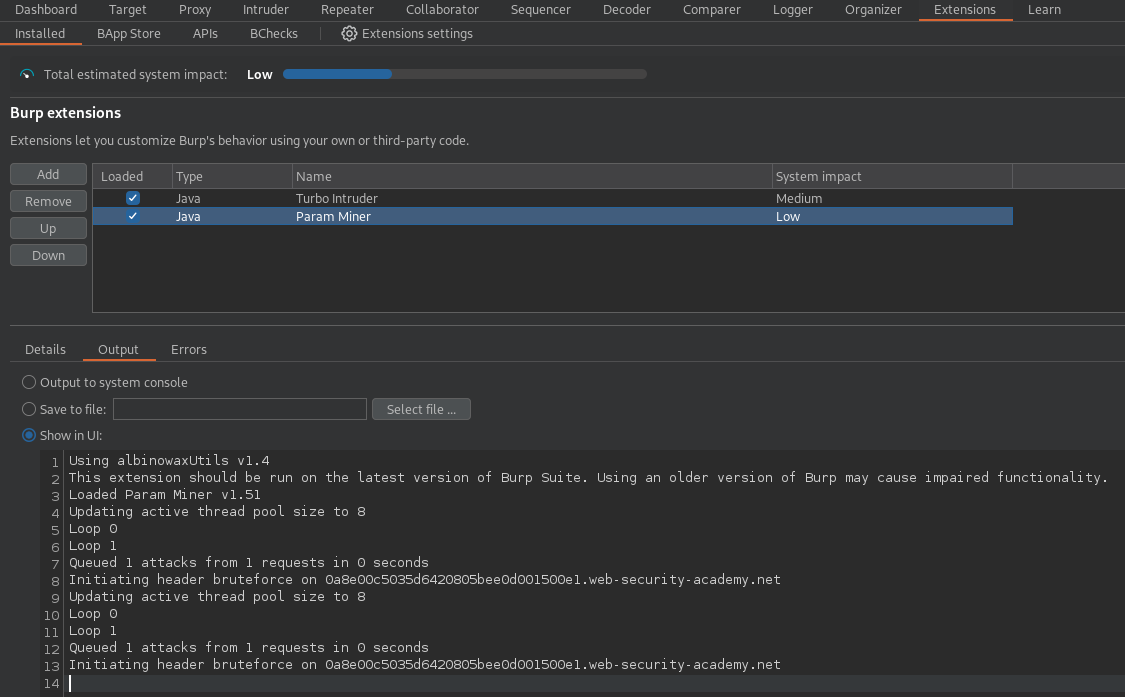 Dashboard Target Proxy Intruder Repeater Collaborator Sequencer Decoder Comparer Logger Organizer Extensions Learn
Installed BApp Store APIs BChecks Extensions settings
Total estimated system impact: Low
Burp extensions
Extensions let you customize Burp's behavior using your own or third-party code.
Add
Remove
Up
Down
Loaded Type Name System impact
Java Turbo Intruder Medium
Java Param Miner Low
Details Output Errors
Output to system console
Save to file: Select file ...
Show in UI:
1 Using albinowaxUtils v1.4
2 This extension should be run on the latest version of Burp Suite. Using an older version of Burp may cause impaired functionality.
3 Loaded Param Miner v1.51
4 Updating active thread pool size to 8
5 Loop 0
6 Loop 1
7 Queued 1 attacks from 1 requests in 0 seconds
8 Initiating header bruteforce on 0a8e00c5035d6420805bee0d001500e1.web-security-academy.net
9 Updating active thread pool size to 8
10 Loop 0
11 Loop 1
12 Queued 1 attacks from 1 requests in 0 seconds
13 Initiating header bruteforce on 0a8e00c5035d6420805bee0d001500e1.web-security-academy.net
14